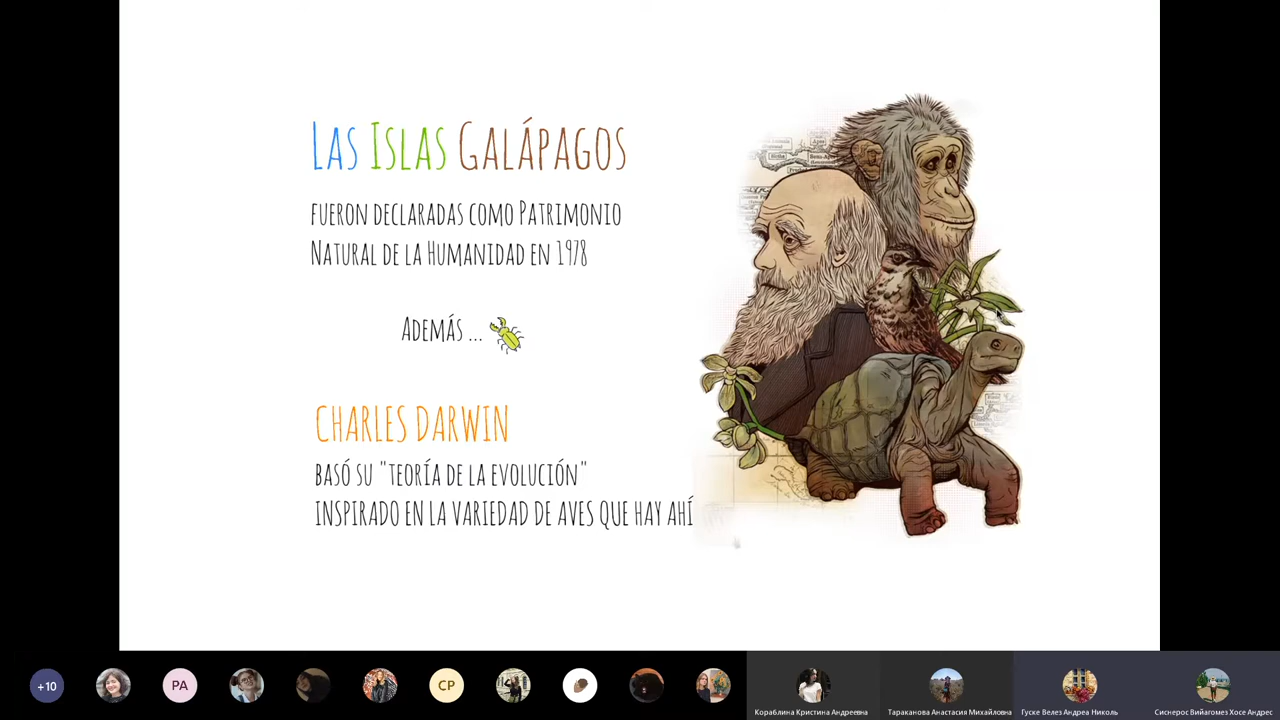 Las Islas Galápagos
fueron declaradas como Patrimonio
Natural de la Humanidad en 1978
Además ...
CHARLES DARWIN
basó su "teoría de la evolución"
inspirado en la variedad de aves que hay ahí
+10
PA
CP
Кораблина Кристина Андреевна
Тараканова Анастасия Михайловна
Гуске Велез Андреа Николь
Сиснерос Вийагомез Хосе Андрес